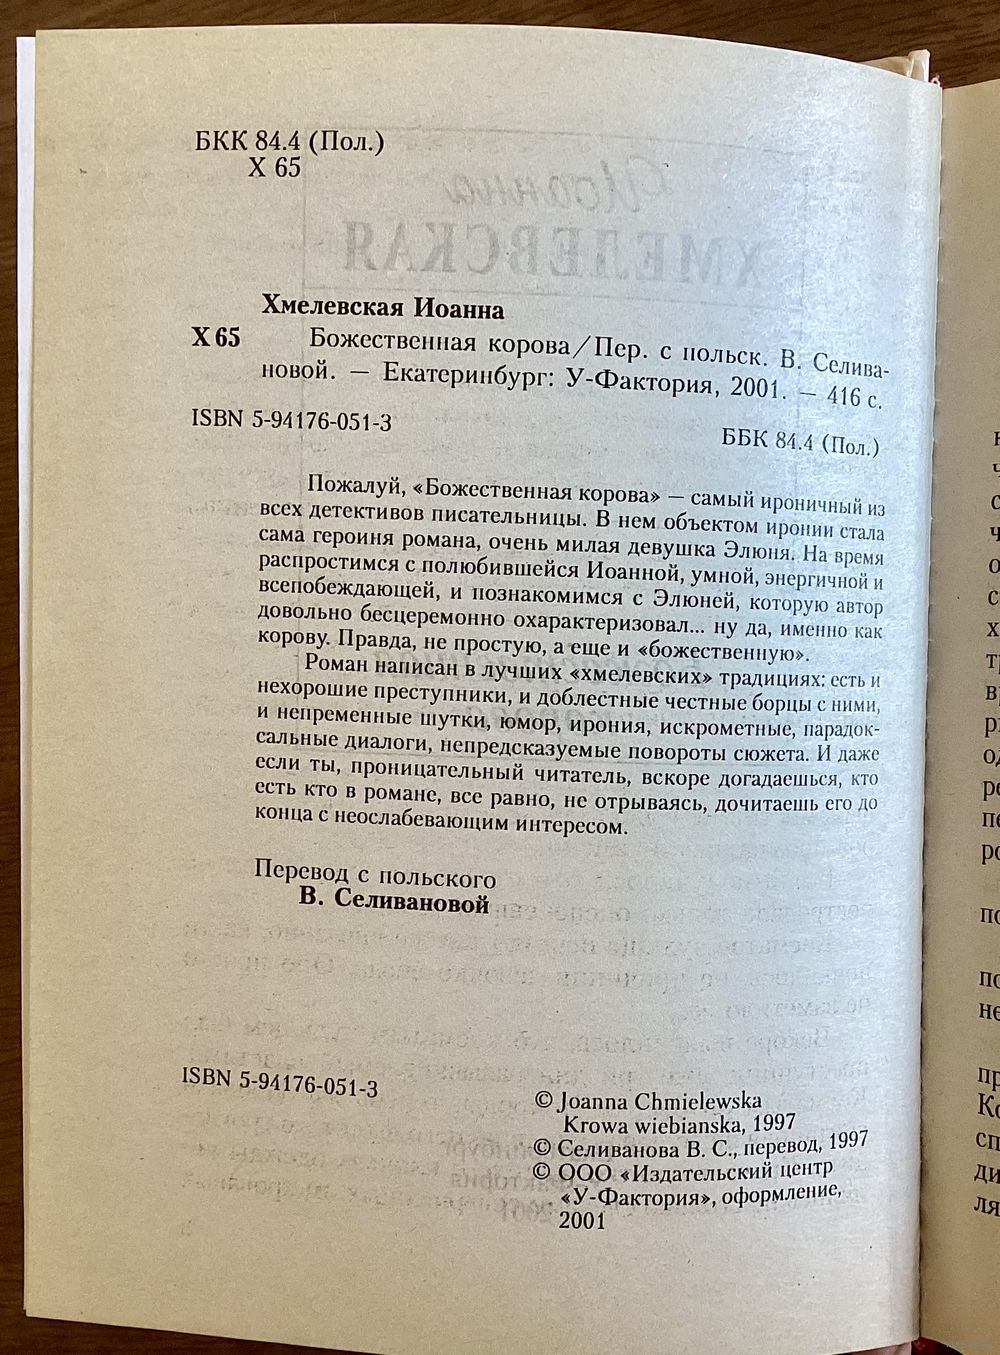 БКК 84.4 (Пол.)
Х 65
Хмелевская Иоанна
Х 65 Божественная корова/Пер. с польск. В. Селива-
новой. — Екатеринбург: У-Фактория, 2001. — 416 с.
ISBN 5-94176-051-3
ББК 84.4 (Пол.)
Пожалуй, «Божественная корова» — самый ироничный из
всех детективов писательницы. В нем объектом иронии стала
сама героиня романа, очень милая девушка Элюня. На время
распростимся с полюбившейся Иоанной, умной, энергичной и
всепобеждающей, и познакомимся с Элюней, которую автор
довольно бесцеремонно охарактеризовал... ну да, именно как
корову. Правда, не простую, а еще и «божественную».
Роман написан в лучших «хмелевских» традициях: есть и
нехорошие преступники, и доблестные честные борцы с ними,
и непременные шутки, юмор, ирония, искрометные, парадок-
сальные диалоги, непредсказуемые повороты сюжета. И даже
если ты, проницательный читатель, вскоре догадаешься, кто
есть кто в романе, все равно, не отрываясь, дочитаешь его до
конца с неослабевающим интересом.
Перевод с польского
В. Селивановой
ISBN 5-94176-051-3
© Joanna Chmielewska
Krowa wiebianska, 1997
© Селиванова В. С., перевод, 1997
© ООО «Издательский центр
«У-Фактория», оформление,
2001